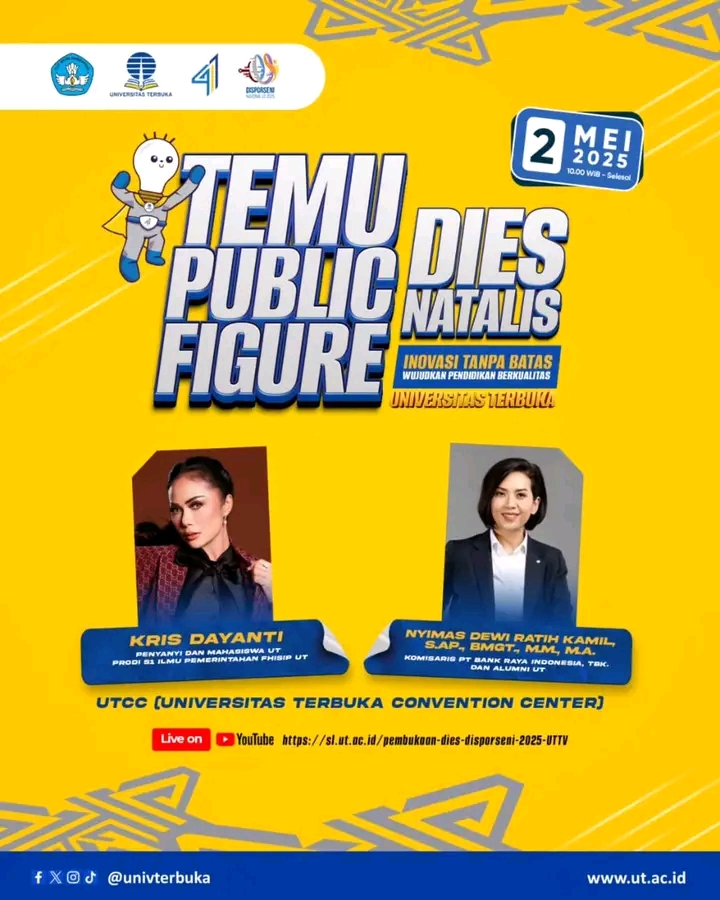 UNIVERSITAS TERBUKA
41
DISPORSENI
2 MEI
2025
10.00 WIB - Selesai
TEMU
PUBLIC
FIGURE
DIES
NATALIS
INOVASI TANPA BATAS
WUJUDKAN PENDIDIKAN BERKUALITAS
UNIVERSITAS TERBUKA
KRIS DAYANTI
PENYANYI DAN MAHASISWA UT
PRODI S1 ILMU PEMERINTAHAN FHISIP UT
NYIMAS DEWI RATIH KAMIL,
S.AP., BMGT., M.M., M.A.
KOMISARIS PT BANK RAYA INDONESIA, TBK.
DAN ALUMNI UT
UTCC (UNIVERSITAS TERBUKA CONVENTION CENTER)
Live on YouTube https://sl.ut.ac.id/pembukaan-dies-disporseni-2025-UTTV
@univterbuka
www.ut.ac.id